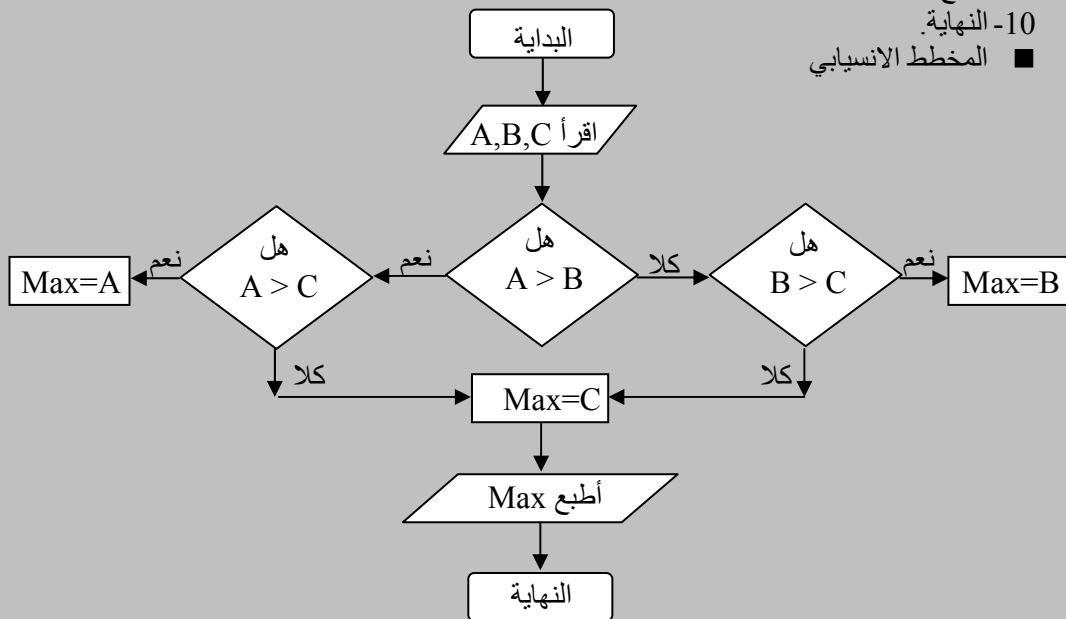 10- النهاية.
■ المخطط الانسيابي
البداية
اقرأ A,B,C
هل
A > B
نعم
كلا
هل
A > C
نعم
كلا
هل
B > C
نعم
كلا
Max=A
Max=B
Max=C
أطبع Max
النهاية